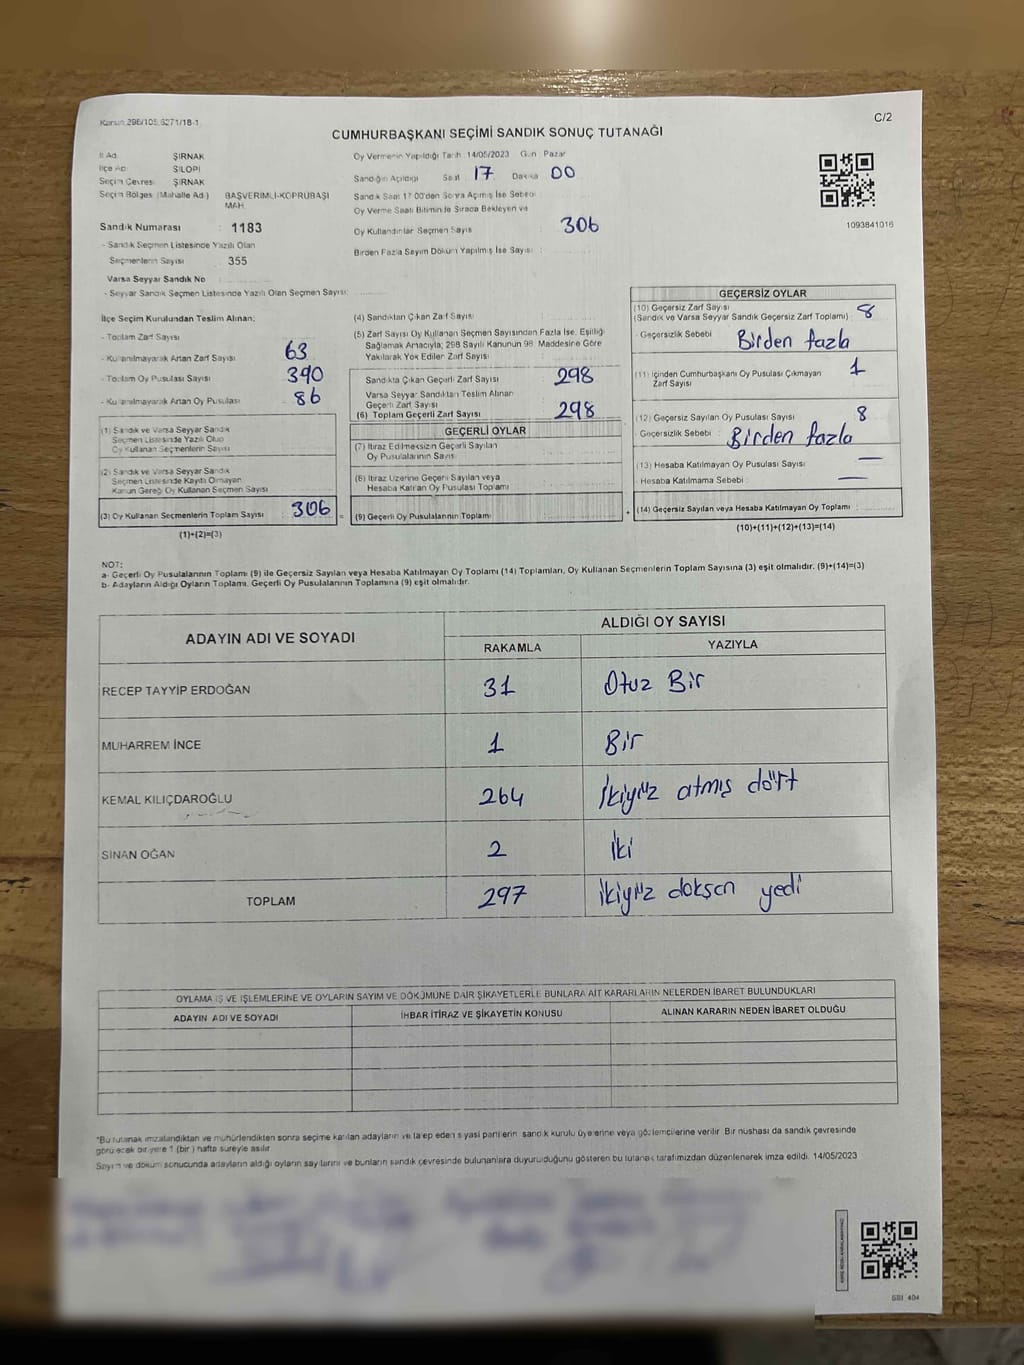 Kanun 298/105,6271/18-1
C/2
CUMHURBAŞKANI SEÇİMİ SANDIK SONUÇ TUTANAĞI
İl Adı ŞIRNAK
İlçe Adı SİLOPİ
Seçim Çevresi ŞIRNAK
Seçim Bölgesi (Mahalle Adı) BAŞVERİMLİ-KÖPRÜBAŞI MAH.
Sandık Numarası : 1183
- Sandık Seçmen Listesinde Yazılı Olan
Seçmenlerin Sayısı : 355
Varsa Seyyar Sandık No
- Seyyar Sandık Seçmen Listesinde Yazılı Olan Seçmen Sayısı:
Oy Vermenin Yapıldığı Tarih 14/05/2023 Gün Pazar
Sandığın Açıldığı Saat 17 Dakika 00
Sandık Saat 17:00'den Sonra Açılmış İse Sebebi
Oy Verme Saati Bitiminde Sırada Bekleyen ve
Oy Kullandırılan Seçmen Sayısı 306
Birden Fazla Sayım Döküm Yapılmış İse Sayısı :
1093841016
İlçe Seçim Kurulundan Teslim Alınan;
- Toplam Zarf Sayısı
- Kullanılmayarak Artan Zarf Sayısı 63
- Toplam Oy Pusulası Sayısı 390
- Kullanılmayarak Artan Oy Pusulası 86
(1) Sandık ve Varsa Seyyar Sandık
Seçmen Listesinde Yazılı Olup
Oy Kullanan Seçmenlerin Sayısı
(2) Sandık ve Varsa Seyyar Sandık
Seçmen Listesinde Kayıtlı Olmayan
Kanun Gereği Oy Kullanan Seçmen Sayısı
(3) Oy Kullanan Seçmenlerin Toplam Sayısı : 306
(1)+(2)=(3)
(4) Sandıktan Çıkan Zarf Sayısı
(5) Zarf Sayısı Oy Kullanan Seçmen Sayısından Fazla İse, Eşitliği
Sağlamak Amacıyla; 298 Sayılı Kanunun 98. Maddesine Göre
Yakılarak Yok Edilen Zarf Sayısı
Sandıkta Çıkan Geçerli Zarf Sayısı 298
Varsa Seyyar Sandıktan Teslim Alınan
Geçerli Zarf Sayısı
(6) Toplam Geçerli Zarf Sayısı 298
GEÇERLİ OYLAR
(7) İtiraz Edilmeksizin Geçerli Sayılan
Oy Pusulalarının Sayısı
(8) İtiraz Üzerine Geçerli Sayılan veya
Hesaba Katılan Oy Pusulası Toplamı
(9) Geçerli Oy Pusulalarının Toplamı
GEÇERSİZ OYLAR
(10) Geçersiz Zarf Sayısı
(Sandık ve Varsa Seyyar Sandık Geçersiz Zarf Toplamı) : 8
- Geçersizlik Sebebi Birden fazla
(11) İçinden Cumhurbaşkanı Oy Pusulası Çıkmayan
Zarf Sayısı 1
(12) Geçersiz Sayılan Oy Pusulası Sayısı 8
Geçersizlik Sebebi : Birden fazla
(13) Hesaba Katılmayan Oy Pusulası Sayısı —
Hesaba Katılmama Sebebi : —
(14) Geçersiz Sayılan veya Hesaba Katılmayan Oy Toplamı :
(10)+(11)+(12)+(13)=(14)
NOT:
a- Geçerli Oy Pusulalarının Toplamı (9) ile Geçersiz Sayılan veya Hesaba Katılmayan Oy Toplamı (14) Toplamları, Oy Kullanan Seçmenlerin Toplam Sayısına (3) eşit olmalıdır. (9)+(14)=(3)
b- Adayların Aldığı Oyların Toplamı, Geçerli Oy Pusulalarının Toplamına (9) eşit olmalıdır.
ADAYIN ADI VE SOYADI
ALDIĞI OY SAYISI
RAKAMLA YAZIYLA
RECEP TAYYİP ERDOĞAN 31 Otuz Bir
MUHARREM İNCE 1 Bir
KEMAL KILIÇDAROĞLU 264 İkiyüz atmış dört
SİNAN OĞAN 2 İki
TOPLAM 297 İkiyüz dokşan yedi
OYLAMA İŞ VE İŞLEMLERİNE VE OYLARIN SAYIM VE DÖKÜMÜNE DAİR ŞİKAYETLERLE BUNLARA AİT KARARLARIN NELERDEN İBARET BULUNDUKLARI
ADAYIN ADI VE SOYADI İHBAR İTİRAZ VE ŞİKAYETİN KONUSU ALINAN KARARIN NEDEN İBARET OLDUĞU
*Bu tutanak imzalandıktan ve mühürlendikten sonra seçime katılan adayların ve talep eden siyasi partilerin sandık kurulu üyelerine veya gözlemcilerine verilir. Bir nüshası da sandık çevresinde
görülecek bir yere 1 (bir) hafta süreyle asılır.
Sayım ve döküm sonucunda adayların aldığı oyların sayılarını ve bunların sandık çevresinde bulunanlara duyurulduğunu gösteren bu tutanak tarafımızdan düzenlenerek imza edildi. 14/05/2023